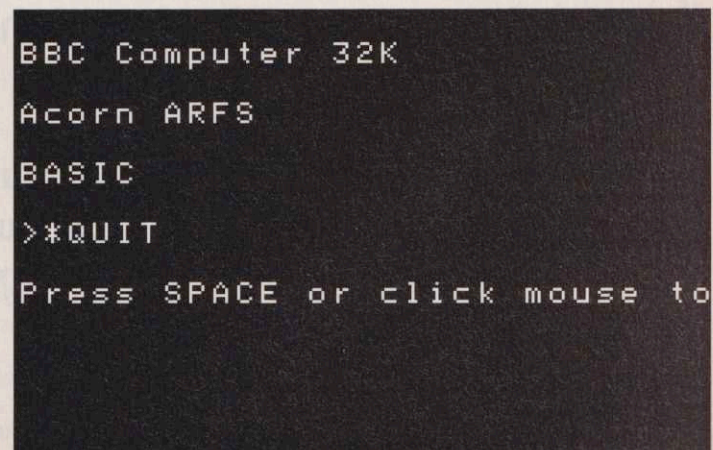 BBC Computer 32K
Acorn ARFS
BASIC
>*QUIT
Press SPACE or click mouse to